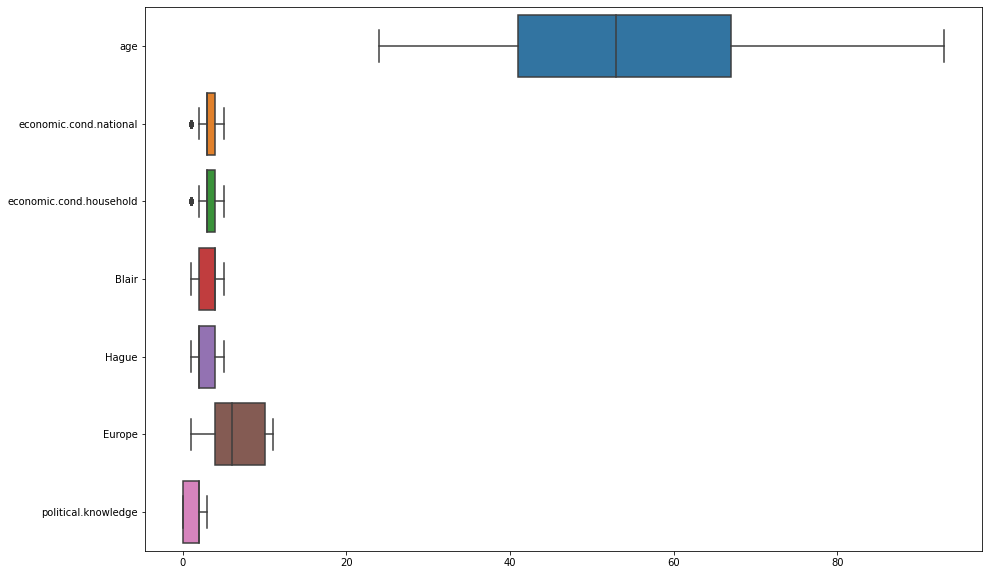 age
economic.cond.national
economic.cond.household
Blair
Hague
Europe
political.knowledge
0 20 40 60 80